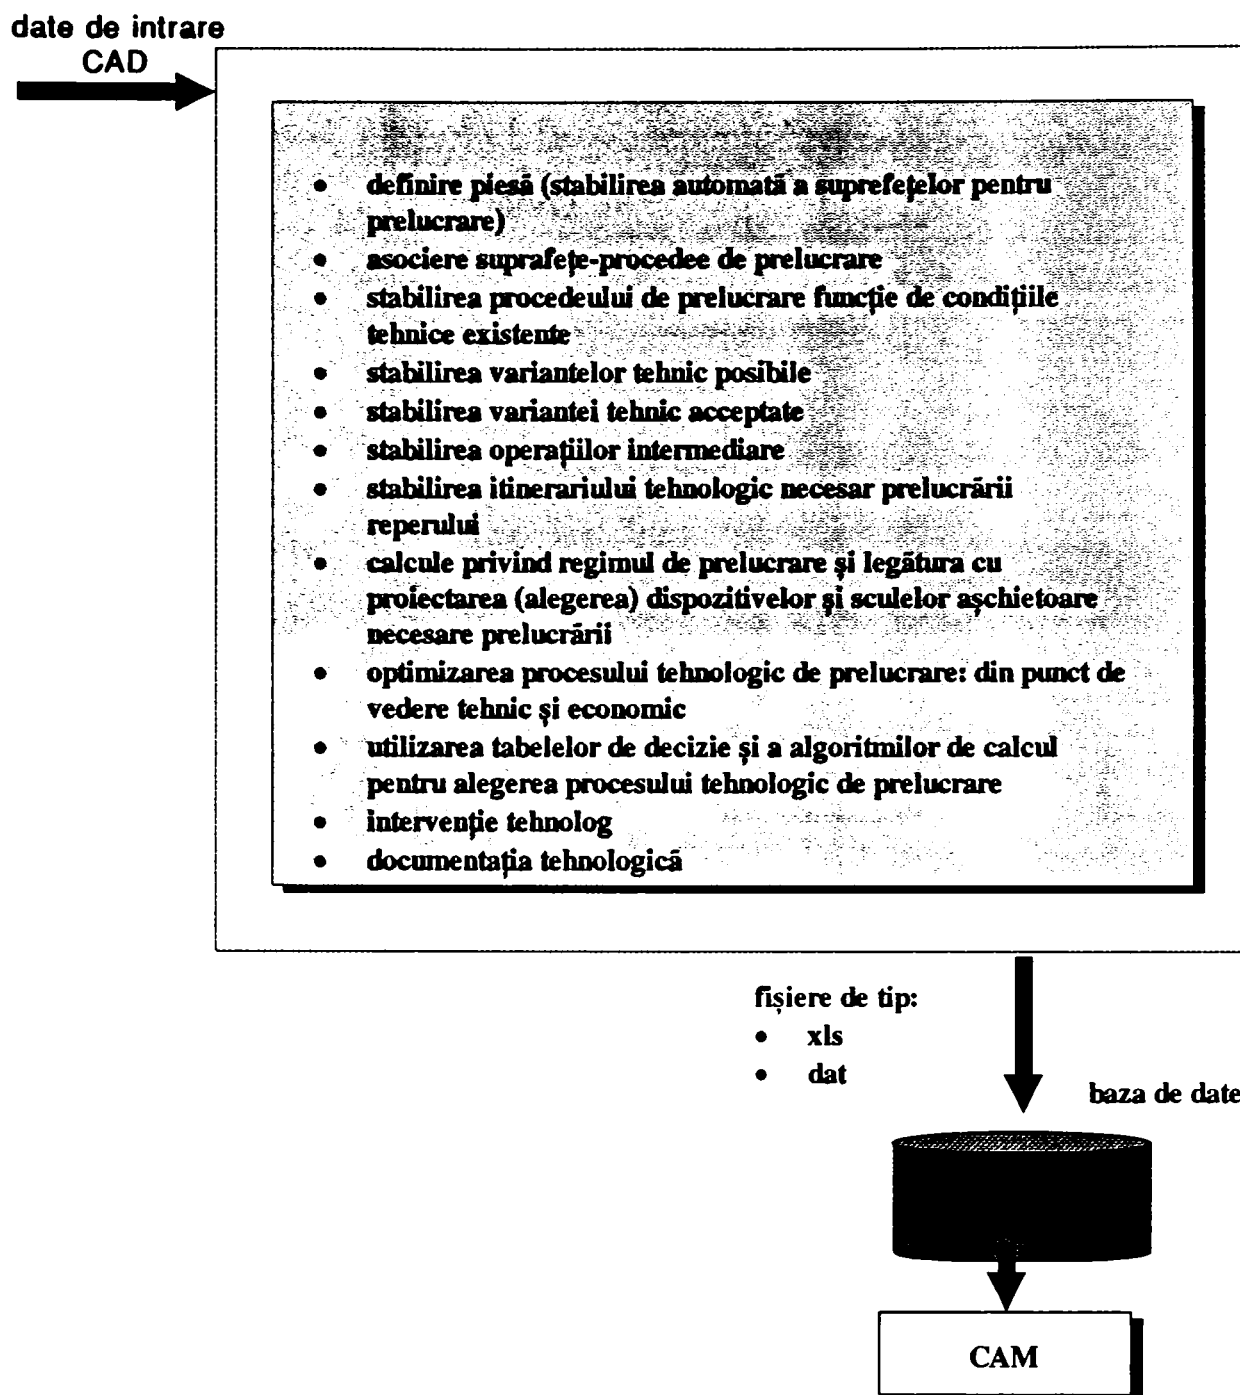 date de intrare
CAD
• definire piesă (stabilirea automată a suprefețelor pentru
prelucrare)
• asociere suprafețe-procedee de prelucrare
• stabilirea procedeului de prelucrare funcție de condițiile
tehnice existente
• stabilirea variantelor tehnic posibile
• stabilirea variantei tehnic acceptate
• stabilirea operațiilor intermediare
• stabilirea itinerariului tehnologic necesar prelucrării
reperului
• calcule privind regimul de prelucrare și legătura cu
proiectarea (alegerea) dispozitivelor și sculelor așchietoare
necesare prelucrării
• optimizarea procesului tehnologic de prelucrare: din punct de
vedere tehnic și economic
• utilizarea tabelelor de decizie și a algoritmilor de calcul
pentru alegerea procesului tehnologic de prelucrare
• intervenție tehnolog
• documentația tehnologică
fișiere de tip:
• xls
• dat
baza de date
CAM